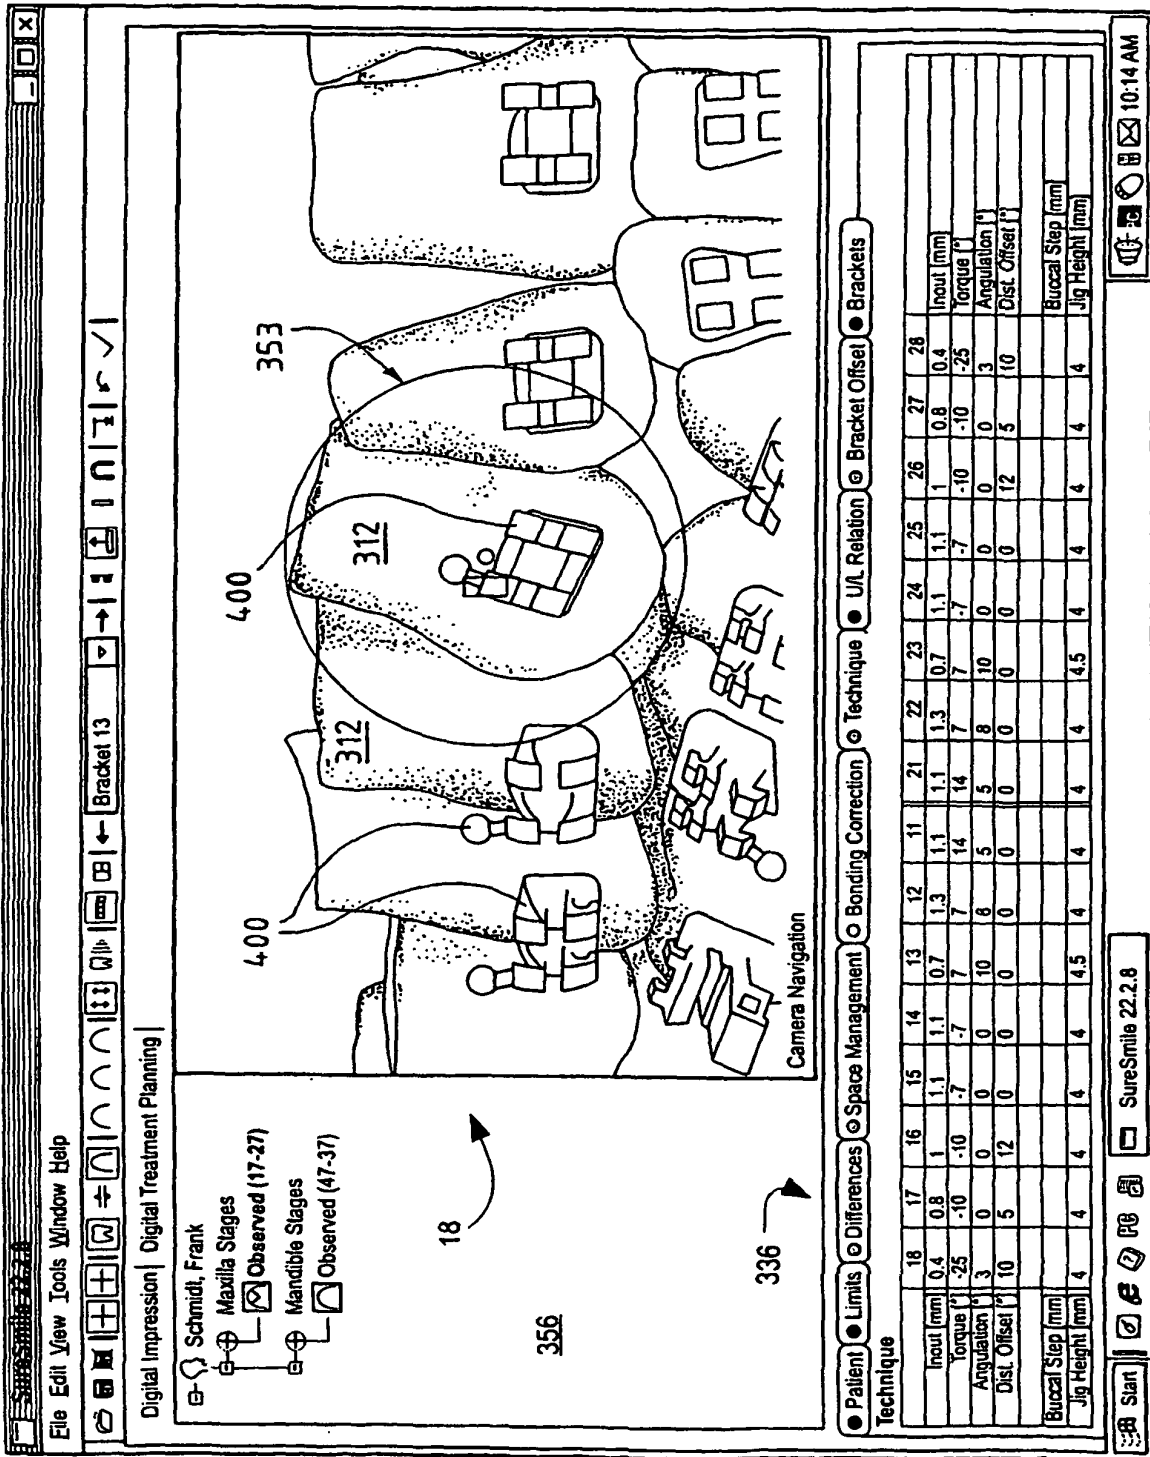 SureSmile 22.2.8
File Edit View Tools Window Help
Bracket 13
Digital Impression | Digital Treatment Planning
Schmidt, Frank
Maxilla Stages
Observed (17-27)
Mandible Stages
Observed (47-37)
18
356
336
400
400
312
312
353
Camera Navigation
Patient Limits Differences Space Management Bonding Correction Technique U/L Relation Bracket Offset Brackets
Technique
18 17 16 15 14 13 12 11 21 22 23 24 25 26 27 28
Inout [mm] 0.4 0.8 1 1.1 1.1 0.7 1.3 1.1 1.1 1.3 0.7 1.1 1.1 1 0.8 0.4 Inout [mm]
Torque [°] -25 -10 -10 -7 -7 7 7 14 14 7 7 -7 -7 -10 -10 -25 Torque [°]
Angulation [°] 3 0 0 0 0 10 8 5 5 8 10 0 0 0 0 3 Angulation [°]
Dist. Offset [°] 10 5 12 0 0 0 0 0 0 0 0 0 0 12 5 10 Dist. Offset [°]
Buccal Step [mm] Buccal Step [mm]
Jig Height [mm] 4 4 4 4 4 4.5 4 4 4 4 4.5 4 4 4 4 4 Jig Height [mm]
Start SureSmile 22.2.8 10:14 AM